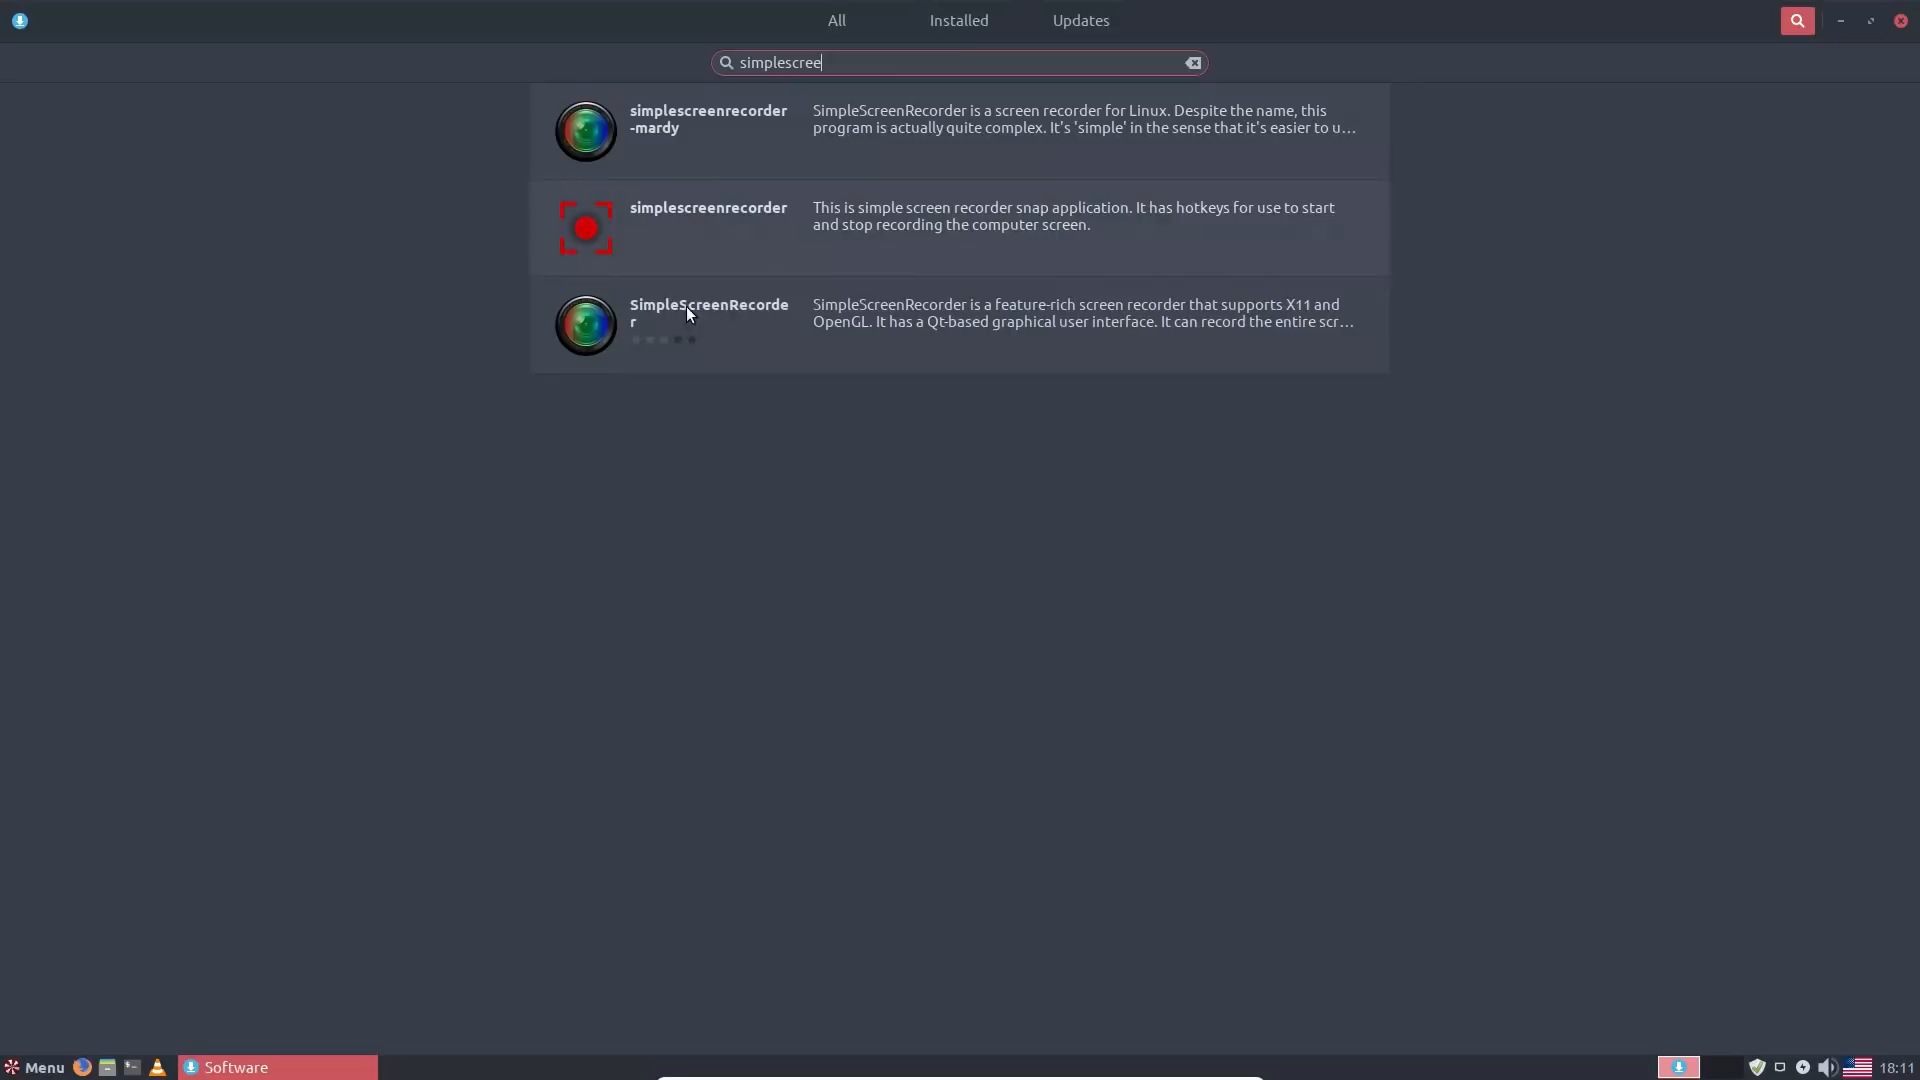 All
Installed
Updates
simplescree
simplescreenrecorder
-mardy
SimpleScreenRecorder is a screen recorder for Linux. Despite the name, this
program is actually quite complex. It's 'simple' in the sense that it's easier to u...
simplescreenrecorder
This is simple screen recorder snap application. It has hotkeys for use to start
and stop recording the computer screen.
SimpleScreenRecorde
r
SimpleScreenRecorder is a feature-rich screen recorder that supports X11 and
OpenGL. It has a Qt-based graphical user interface. It can record the entire scr...
Menu
Software
18:11